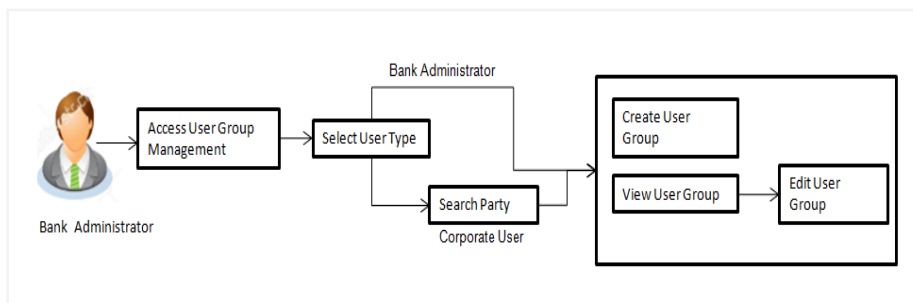 Bank Administrator
Access User Group
Management
Select User Type
Bank Administrator
Search Party
Corporate User
Create User
Group
View User Group
Edit User
Group